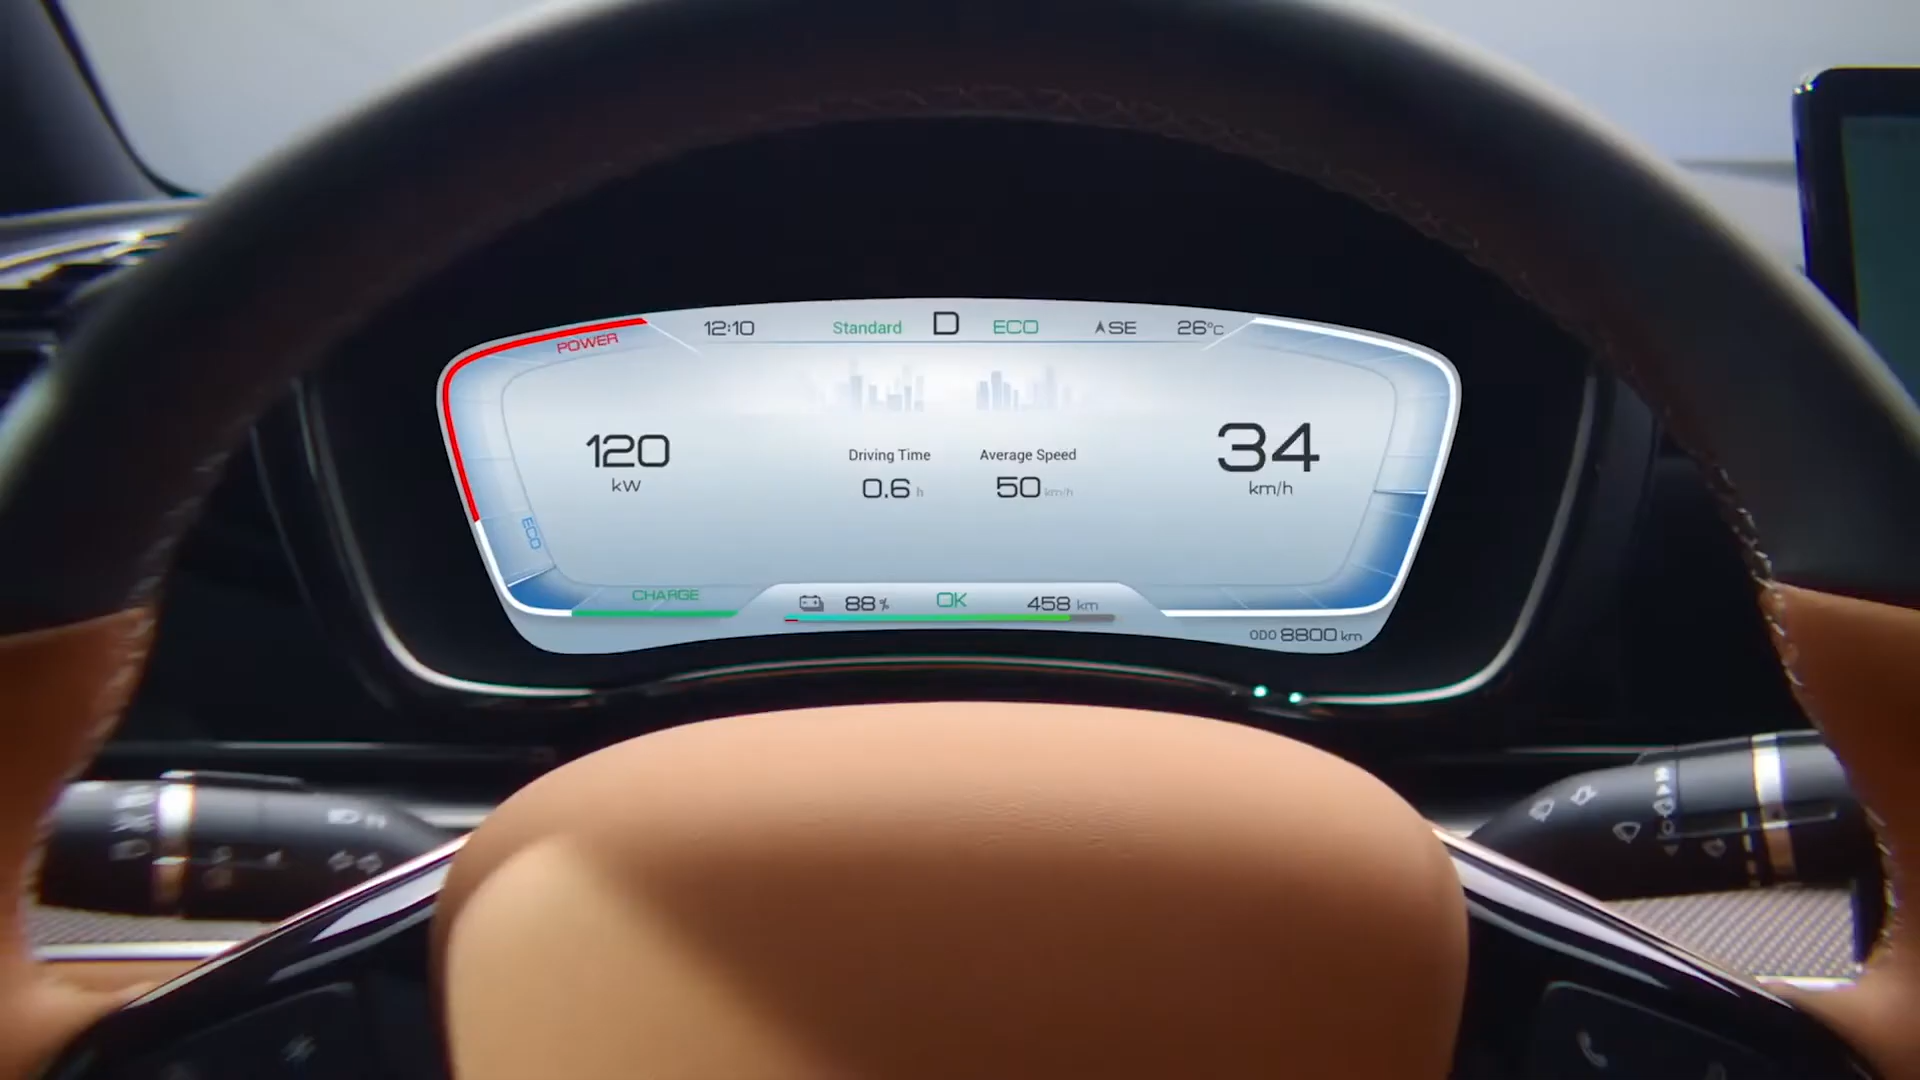 12:10 Standard D ECO SE 26°C
POWER
120
kW
Driving Time
0.6 h
Average Speed
50 km/h
34
km/h
ECO
CHARGE
88 % OK 458 km
ODO 8800 km